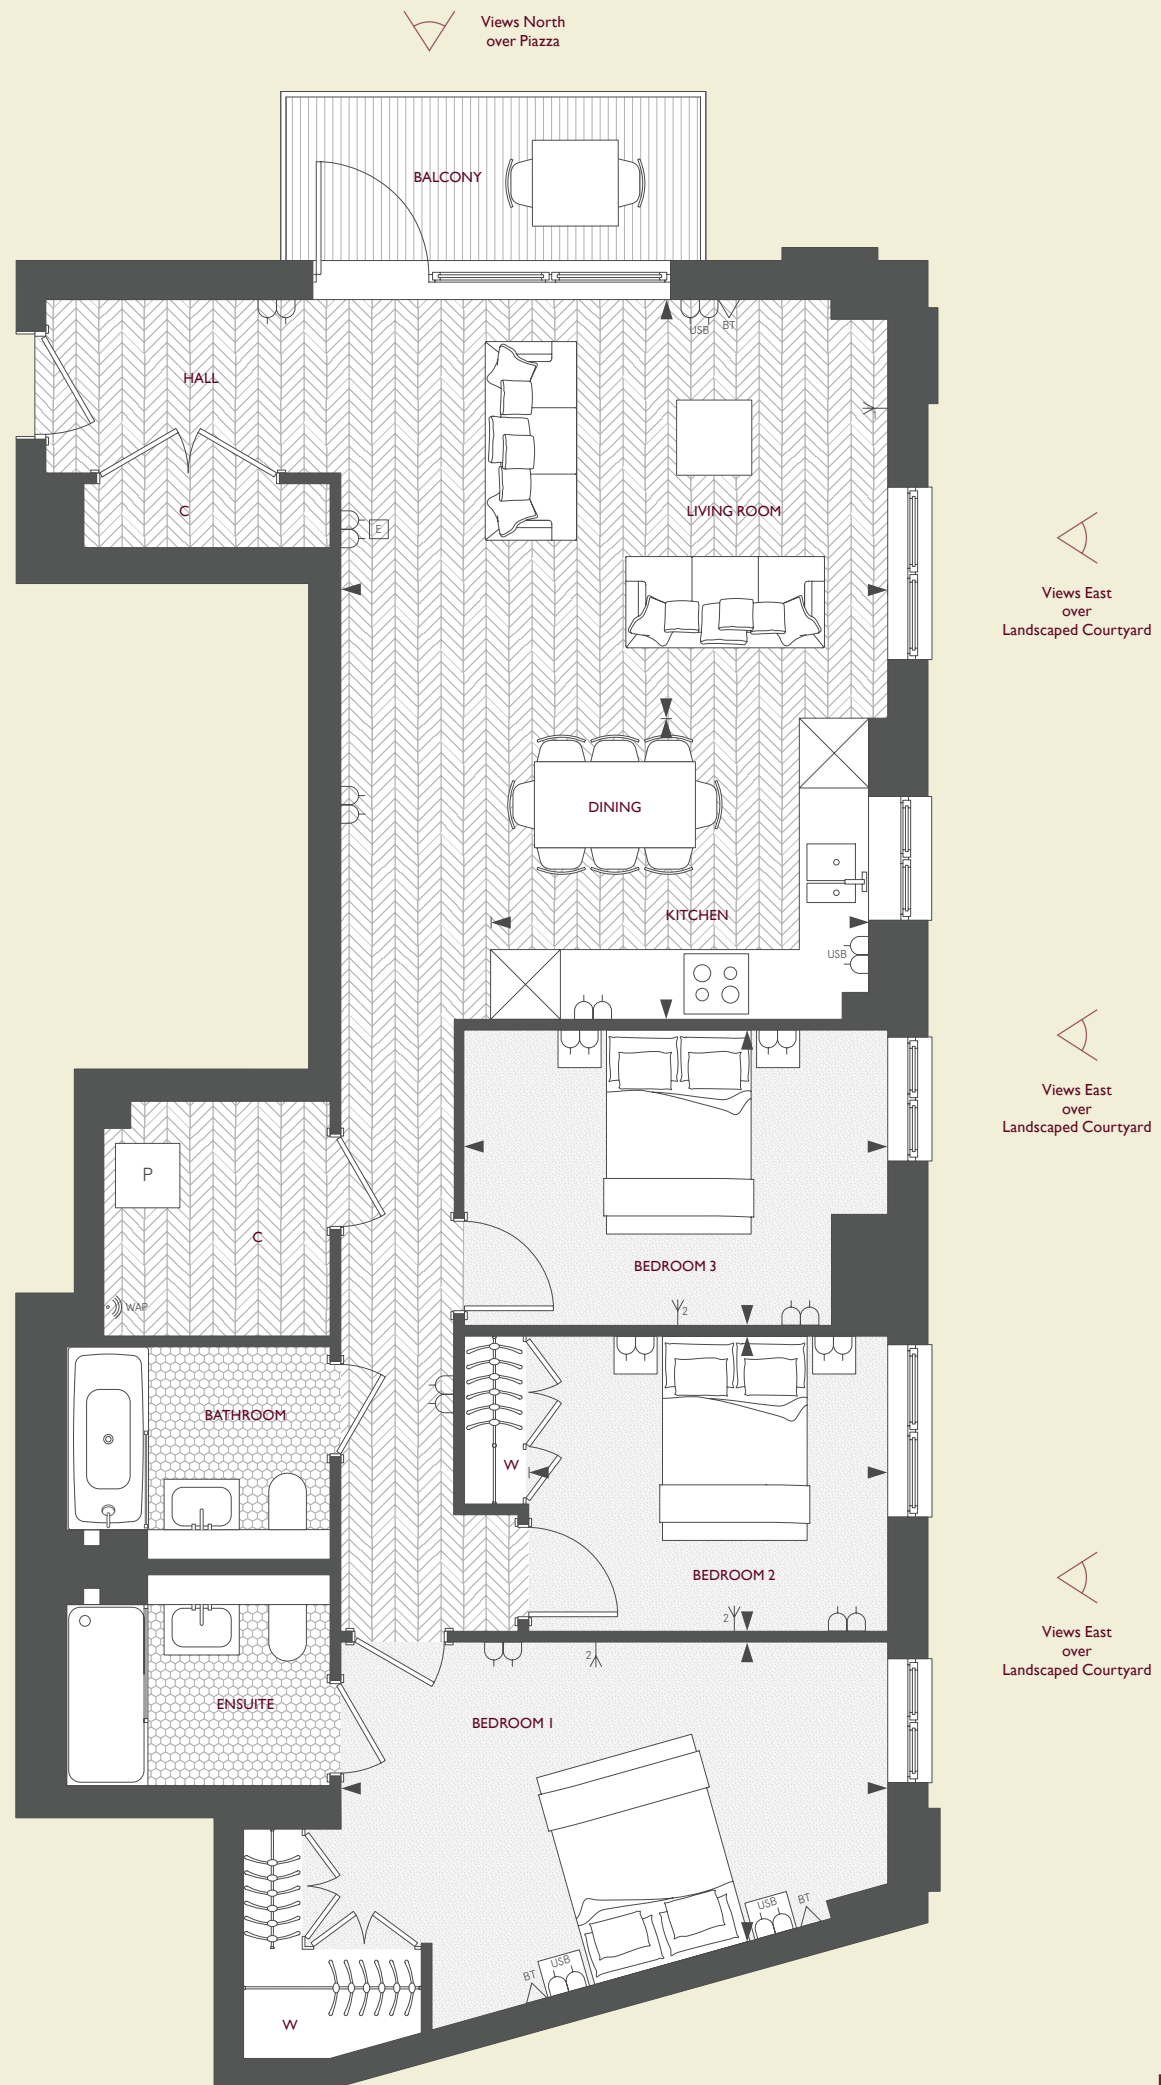 Views North
over Piazza
BALCONY
USB
BT
HALL
1
C
LIVING ROOM
E
Views East
over
Landscaped Courtyard
DINING
KITCHEN
USB
Views East
over
Landscaped Courtyard
P
C
BEDROOM 3
WAP
2
BATHROOM
W
BEDROOM 2
2
Views East
over
Landscaped Courtyard
2
ENSUITE
BEDROOM 1
USB
BT
USB
BT
W